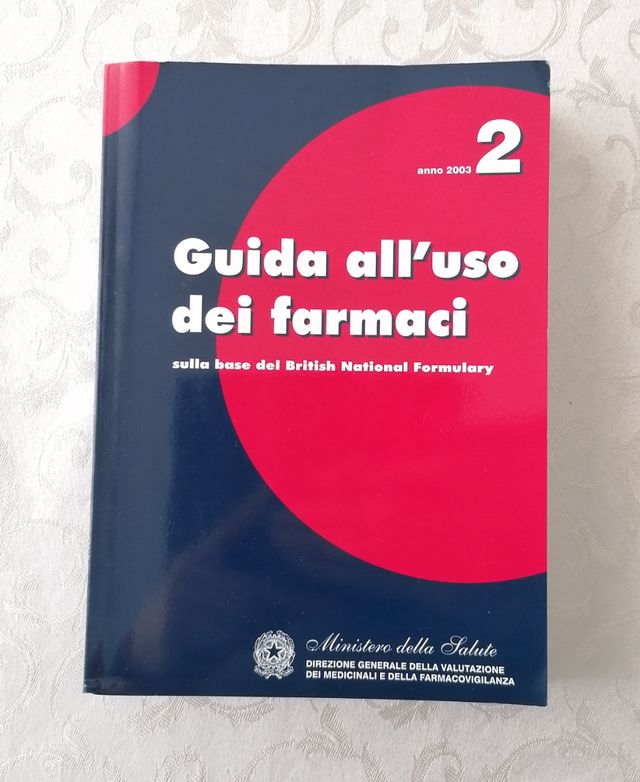 anno 2003 2
Guida all'uso
dei farmaci
sulla base del British National Formulary
Ministero della Salute
DIREZIONE GENERALE DELLA VALUTAZIONE
DEI MEDICINALI E DELLA FARMACOVIGILANZA